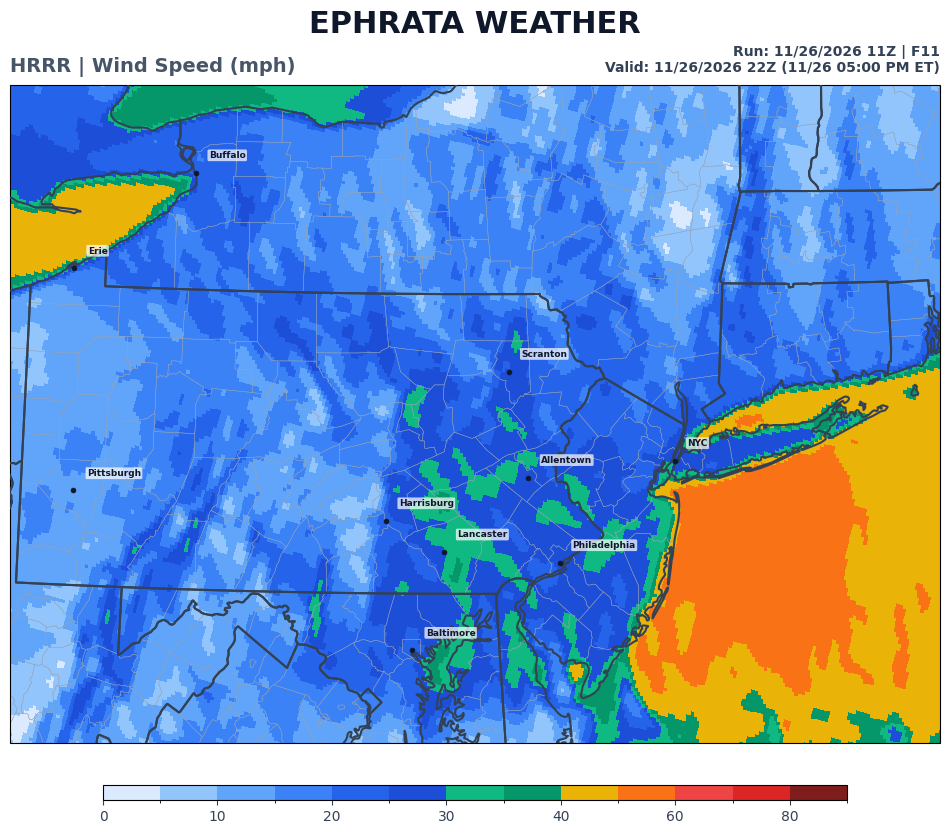 EPHRATA WEATHER
HRRR | Wind Speed (mph)
Run: 11/26/2026 11Z | F11
Valid: 11/26/2026 22Z (11/26 05:00 PM ET)
Buffalo
Erie
Scranton
NYC
Allentown
Pittsburgh
Harrisburg
Lancaster
Philadelphia
Baltimore
0 10 20 30 40 60 80